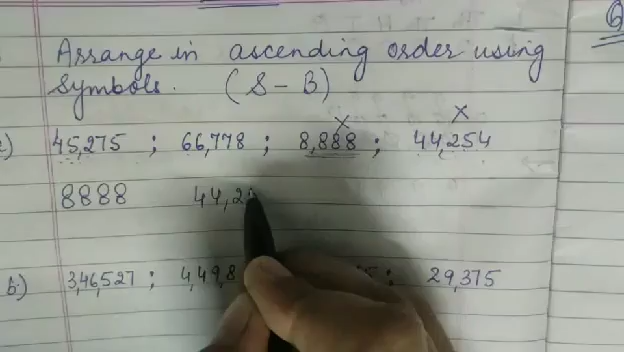 Arrange in ascending order using
Symbols. (S - B)
45,275 ; 66,778 ; 8,888 ; 44,254
8888 44,2
b) 3,46,527 ; 4,49,8 ; 29,375